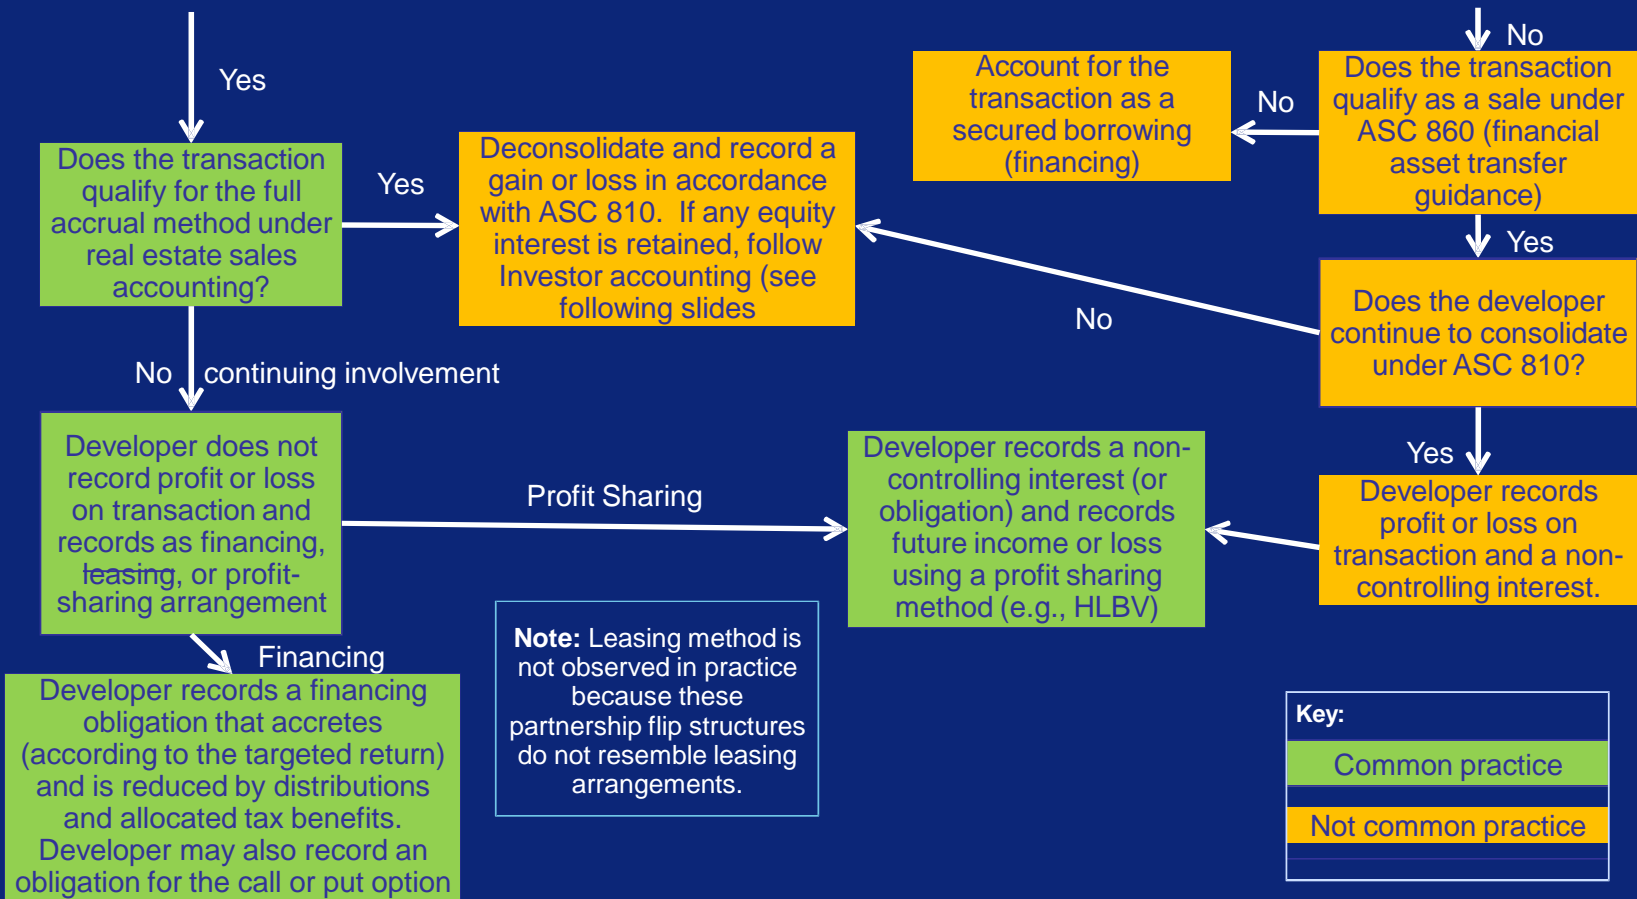 Yes
Does the transaction
qualify for the full
accrual method under
real estate sales
accounting?
Yes
Deconsolidate and record a
gain or loss in accordance
with ASC 810.  If any equity
interest is retained, follow
Investor accounting (see
following slides
Account for the
transaction as a
secured borrowing
(financing)
No
No
Does the transaction
qualify as a sale under
ASC 860 (financial
asset transfer
guidance)
Yes
Does the developer
continue to consolidate
under ASC 810?
No
No continuing involvement
Developer does not
record profit or loss
on transaction and
records as financing,
leasing, or profit-
sharing arrangement
Profit Sharing
Developer records a non-
controlling interest (or
obligation) and records
future income or loss
using a profit sharing
method (e.g., HLBV)
Yes
Developer records
profit or loss on
transaction and a non-
controlling interest.
Financing
Developer records a financing
obligation that accretes
(according to the targeted return)
and is reduced by distributions
and allocated tax benefits.
Developer may also record an
obligation for the call or put option
Note: Leasing method is
not observed in practice
because these
partnership flip structures
do not resemble leasing
arrangements.
Key:
Common practice
Not common practice